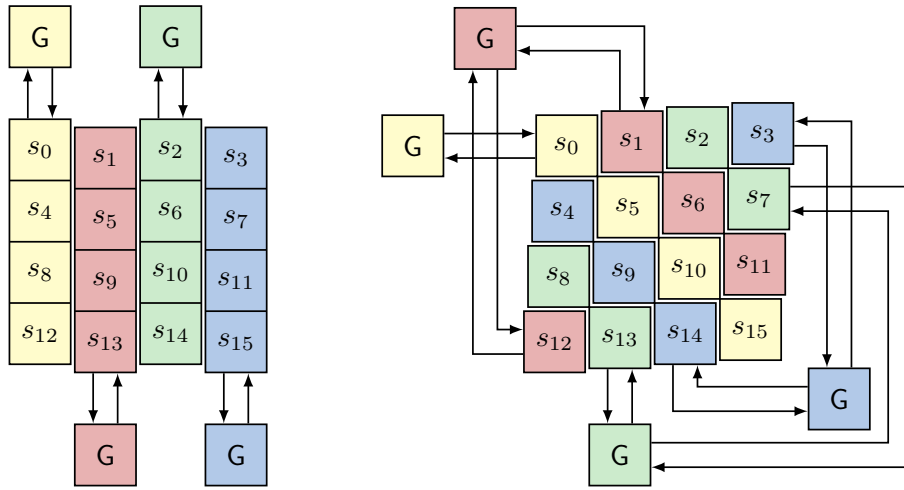 G G
s0 s1 s2 s3
s4 s5 s6 s7
s8 s9 s10 s11
s12 s13 s14 s15
G G
G
G
s0 s1 s2 s3
s4 s5 s6 s7
s8 s9 s10 s11
s12 s13 s14 s15
G
G